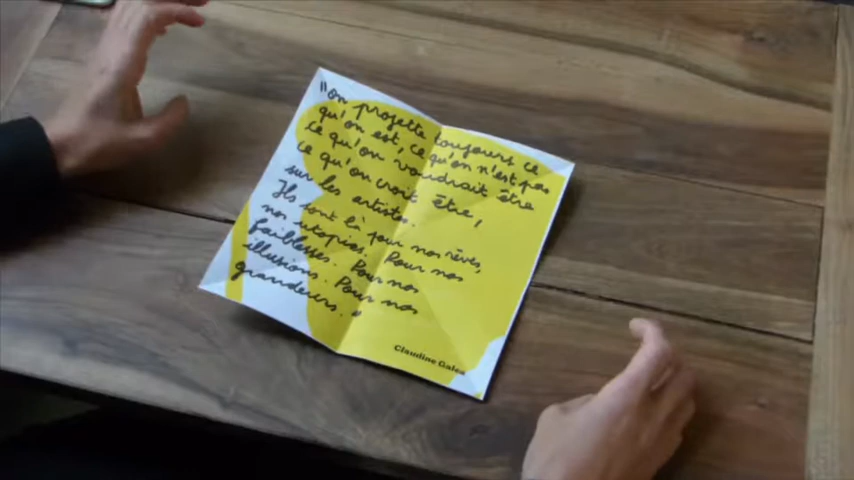 "On projette toujours ce
qu'on est, ce qu'on n'est pas
ce qu'on voudrait être
ce qu'on croit être,
sur les artistes.
Ils sont là pour nos rêves,
nos utopies. Pour nos
faiblesses. Pour nos
illusions. Pour nos
grandeurs."
Claudine Galea